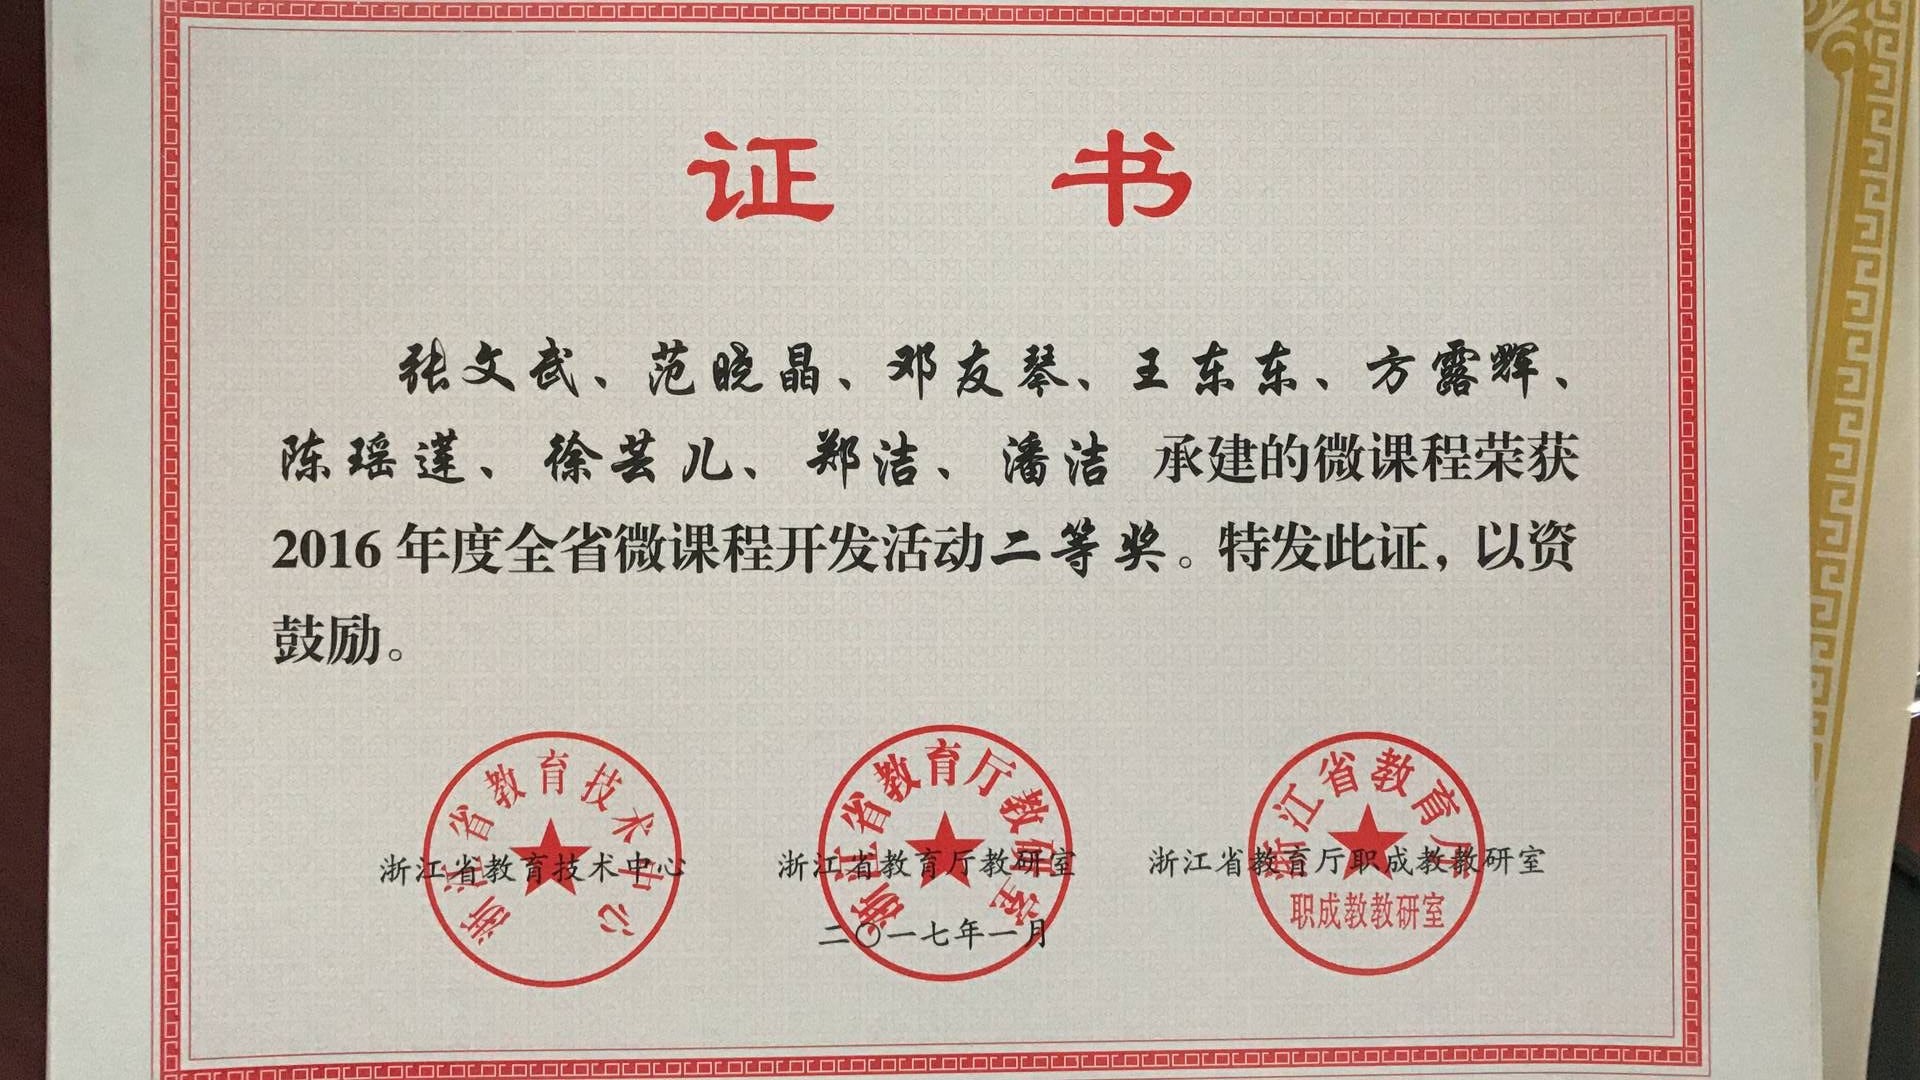 证书
张文武、范晓晶、邓友琴、王东东、方露辉、
陈瑶莲、徐芸儿、郑洁、潘洁 承建的微课程荣获
2016 年度全省微课程开发活动二等奖。特发此证，以资
鼓励。
浙江省教育技术中心
浙江省教育技术中心
浙江省教育厅教研室
浙江省教育厅教研室
二〇一七年一月
浙江省教育厅
浙江省教育厅职成教教研室
职成教教研室